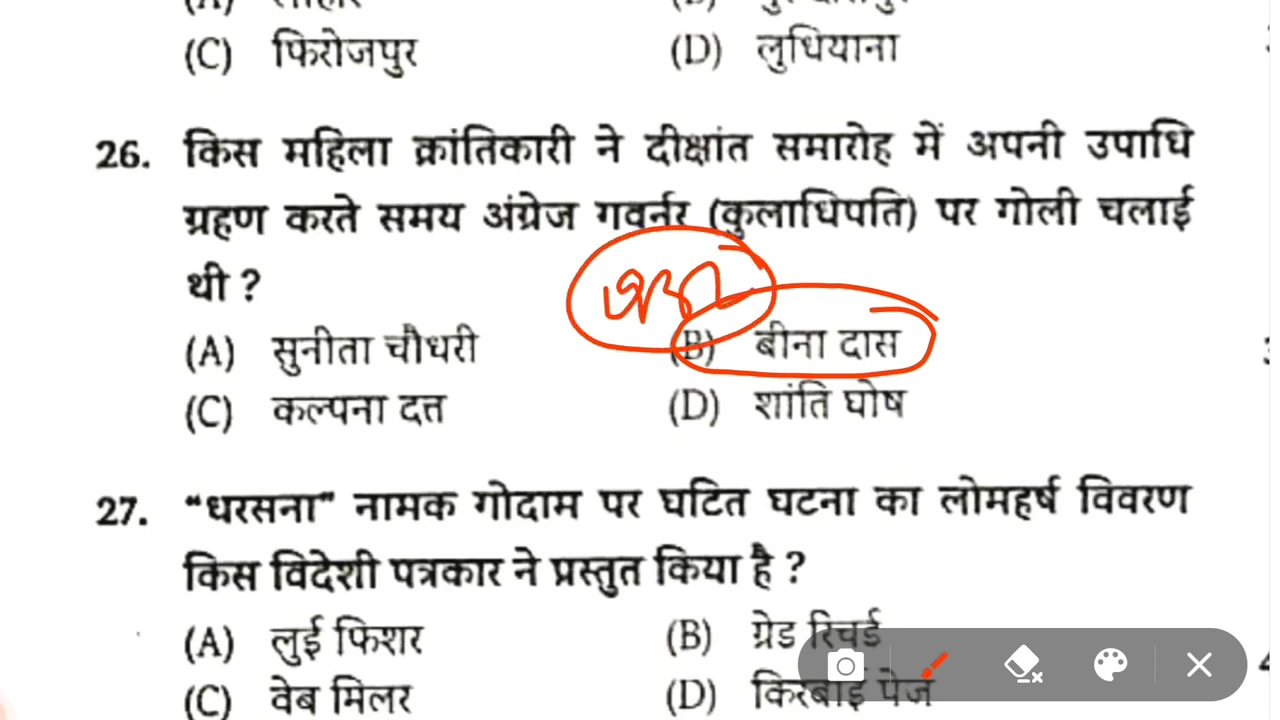 (C) फिरोजपुर (D) लुधियाना
26. किस महिला क्रांतिकारी ने दीक्षांत समारोह में अपनी उपाधि
ग्रहण करते समय अंग्रेज गवर्नर (कुलाधिपति) पर गोली चलाई
थी ?
(A) सुनीता चौधरी (B) बीना दास
(C) कल्पना दत्त (D) शांति घोष
27. “धरसना” नामक गोदाम पर घटित घटना का लोमहर्ष विवरण
किस विदेशी पत्रकार ने प्रस्तुत किया है ?
(A) लुई फिशर (B) ग्रेड रिचर्ड
(C) वेब मिलर (D) किरबाई पेज